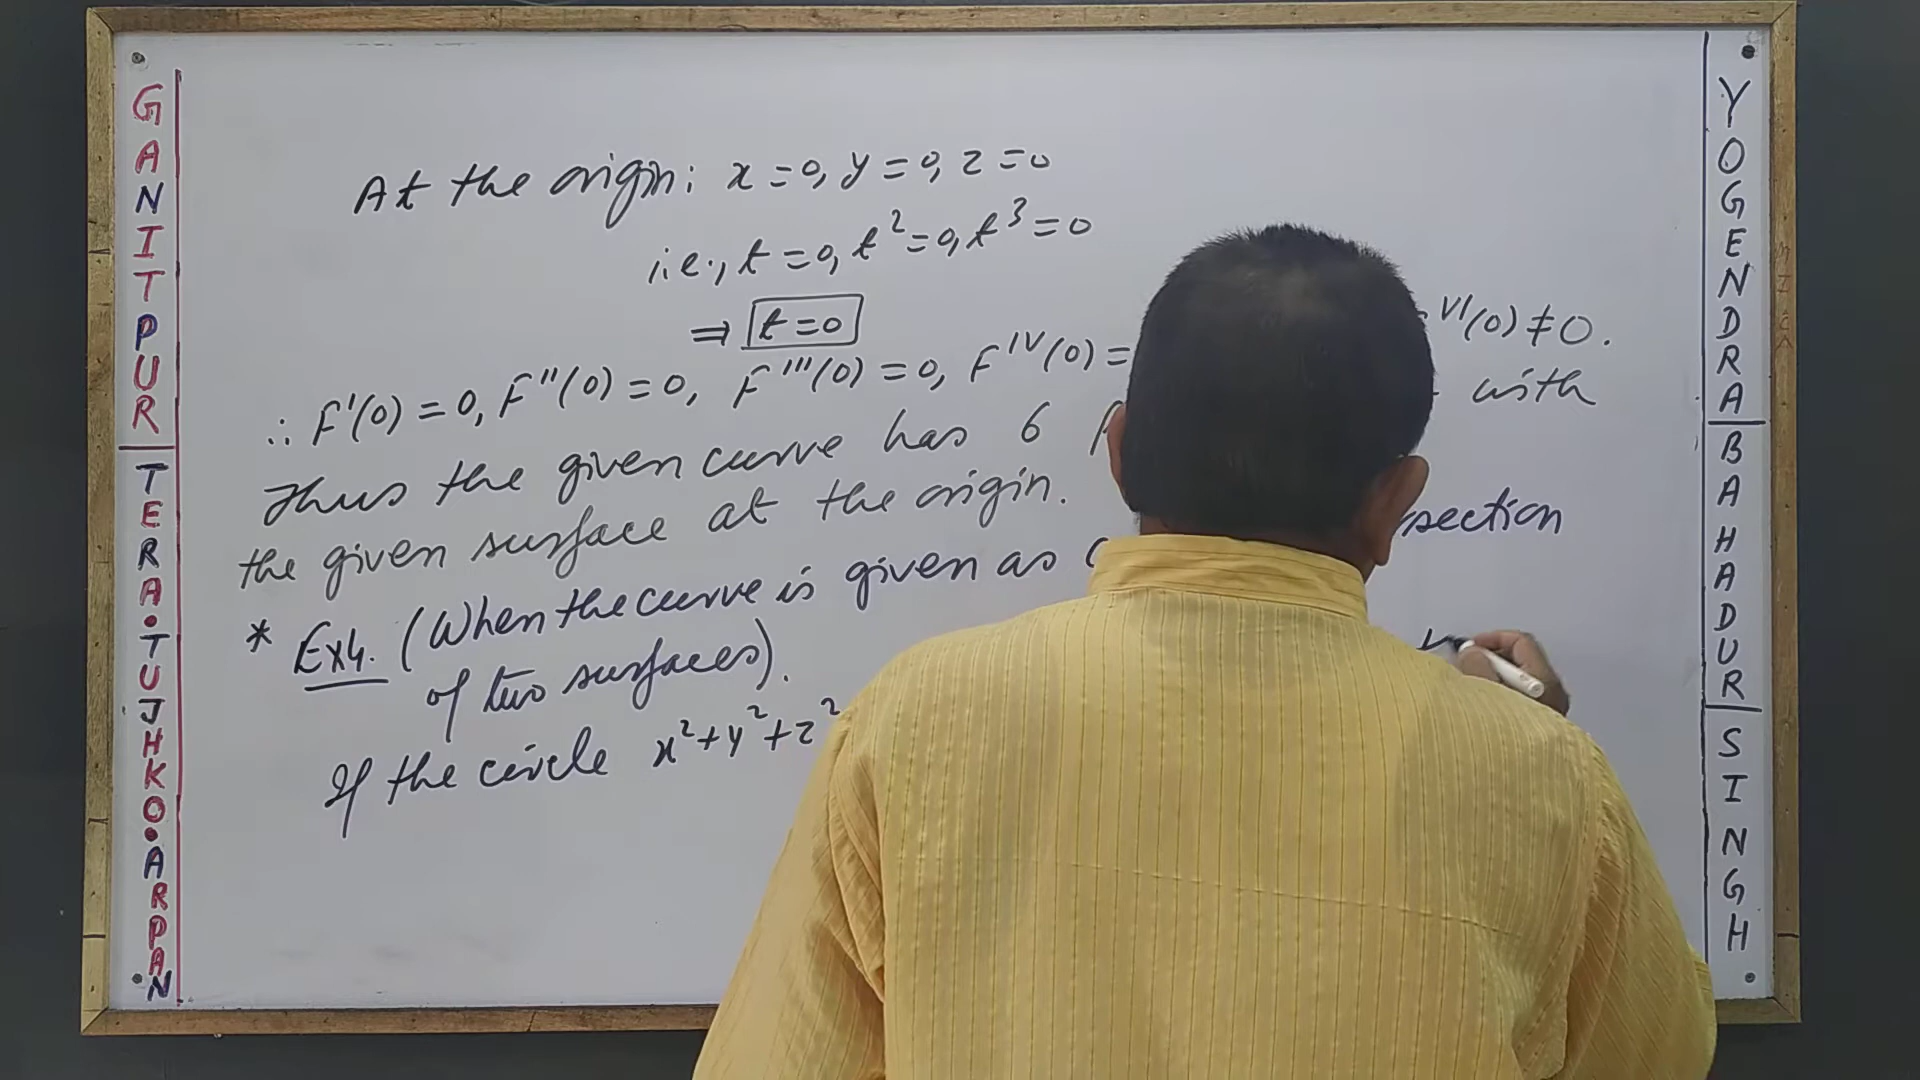 GANITPUR
TERA•TUJHKO•ARPAN
At the origin: x=0, y=0, z=0
i.e., t=0, t²=0, t³=0
⇒ t=0
∴ F'(0)=0, F''(0)=0, F'''(0)=0, F^IV(0)= ^VI(0)≠0.
Thus the given curve has 6 with
the given surface at the origin.
* Ex4. (When the curve is given as section
of two surfaces).
If the circle x²+y²+z²
YOGENDRA
BAHADUR
SINGH